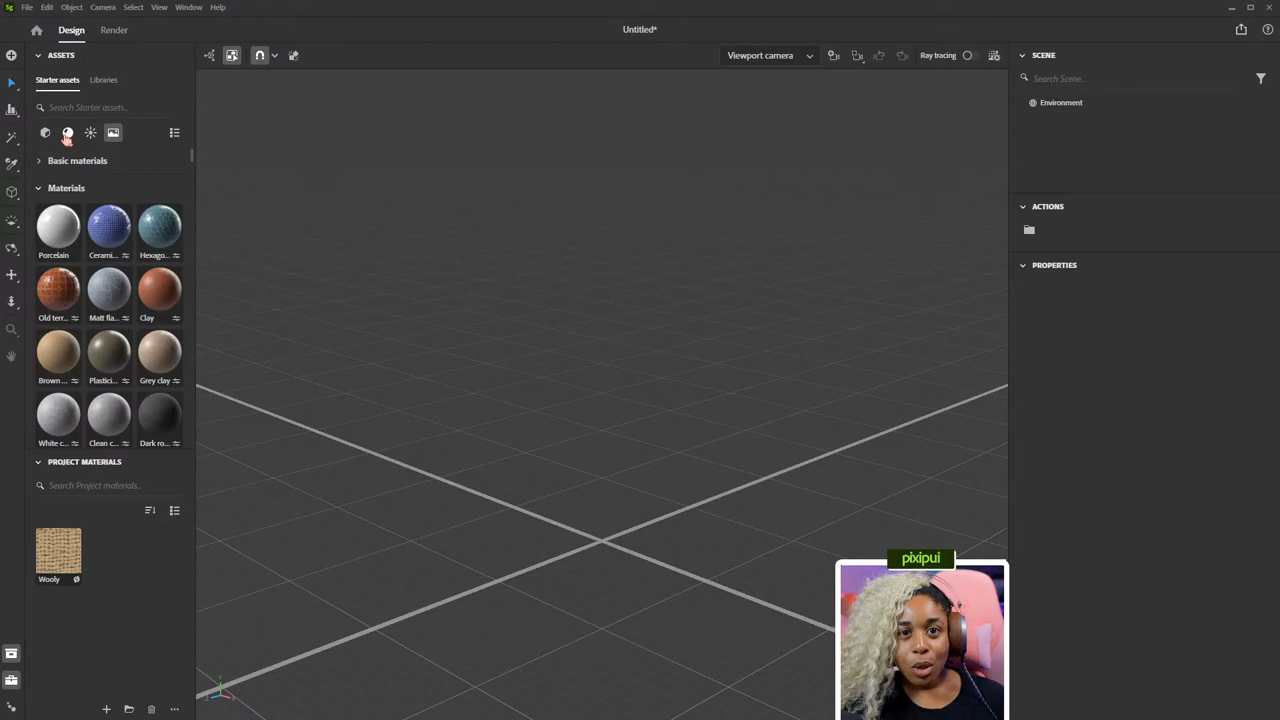 Sg File Edit Object Camera Select View Window Help
Design Render Untitled*
ASSETS
Starter assets Libraries
Search Starter assets...
Basic materials
Materials
Porcelain Cerami... Hexago...
Old terr... Matt fla... Clay
Brown ... Plastici... Grey clay
White c... Clean c... Dark ro...
PROJECT MATERIALS
Search Project materials...
Wooly
Viewport camera Ray tracing
SCENE
Search Scene...
Environment
ACTIONS
PROPERTIES
pixipui